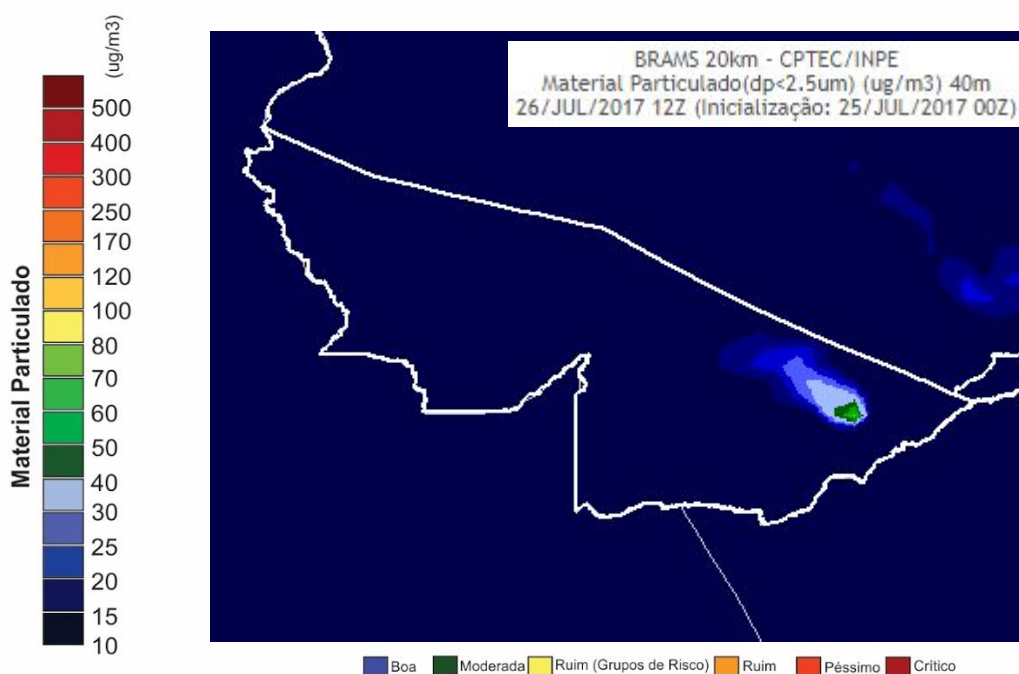 BRAMS 20km - CPTEC/INPE
Material Particulado(dp<2.5um) (ug/m3) 40m
26/JUL/2017 12Z (Inicialização: 25/JUL/2017 00Z)
(ug/m3)
Material Particulado
500
400
300
250
170
120
100
80
70
60
50
40
30
25
20
15
10
Boa Moderada Ruim (Grupos de Risco) Ruim Péssimo Crítico